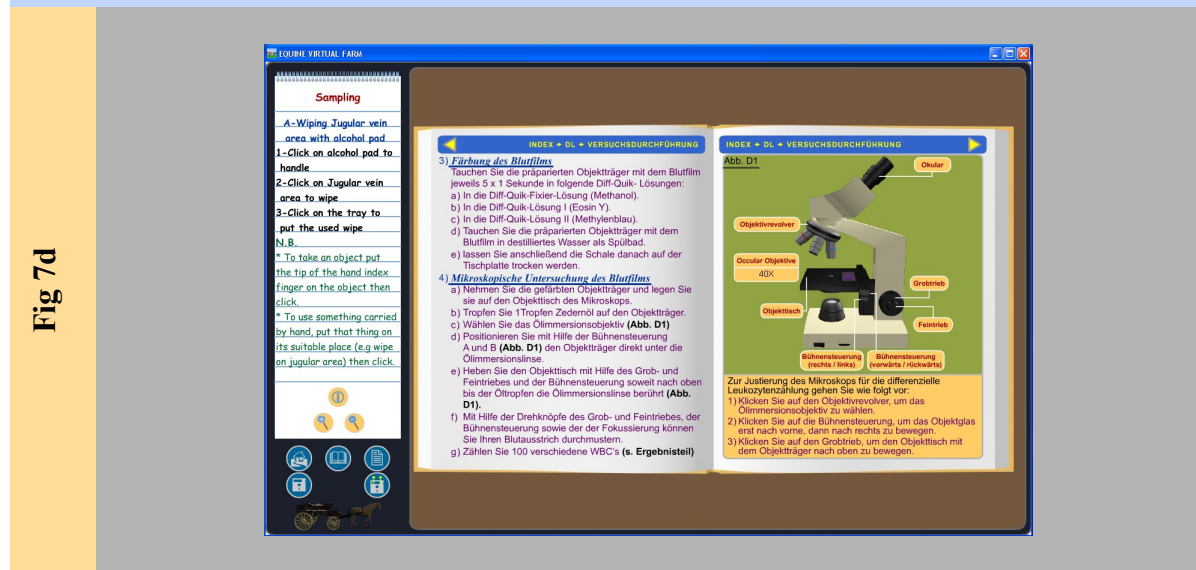 Fig 7d
EQUINE VIRTUAL FARM
Sampling
A-Wiping Jugular vein
area with alcohol pad
1-Click on alcohol pad to
handle
2-Click on Jugular vein
area to wipe
3-Click on the tray to
put the used wipe
N.B.
* To take an object put
the tip of the hand index
finger on the object then
click.
* To use something carried
by hand, put that thing on
its suitable place (e.g wipe
on jugular area) then click.
INDEX + DL + VERSUCHSDURCHFÜHRUNG
3) Färbung des Blutfilms
Tauchen Sie die präparierten Objektträger mit dem Blutfilm
jeweils 5 x 1 Sekunde in folgende Diff-Quik- Lösungen:
a) In die Diff-Quik-Fixier-Lösung (Methanol).
b) In die Diff-Quik-Lösung I (Eosin Y).
c) In die Diff-Quik-Lösung II (Methylenblau).
d) Tauchen Sie die präparierten Objektträger mit dem
Blutfilm in destilliertes Wasser als Spülbad.
e) lassen Sie anschließend die Schale danach auf der
Tischplatte trocken werden.
4) Mikroskopische Untersuchung des Blutfilms
a) Nehmen Sie die gefärbten Objektträger und legen Sie
sie auf den Objekttisch des Mikroskops.
b) Tropfen Sie 1Tropfen Zedernöl auf den Objektträger.
c) Wählen Sie das Ölimmersionsobjektiv (Abb. D1)
d) Positionieren Sie mit Hilfe der Bühnensteuerung
A und B (Abb. D1) den Objektträger direkt unter die
Ölimmersionslinse.
e) Heben Sie den Objekttisch mit Hilfe des Grob- und
Feintriebes und der Bühnensteuerung soweit nach oben
bis der Öltropfen die Ölimmersionslinse berührt (Abb.
D1).
f) Mit Hilfe der Drehknöpfe des Grob- und Feintriebes, der
Bühnensteuerung sowie der der Fokussierung können
Sie Ihren Blutausstrich durchmustern.
g) Zählen Sie 100 verschiedene WBC's (s. Ergebnisteil)
INDEX + DL + VERSUCHSDURCHFÜHRUNG
Abb. D1
Okular
Objektivrevolver
Occular Objektive
40X
Grobtrieb
Objekttisch
Feintrieb
Bühnensteuerung
(rechts / links)
Bühnensteuerung
(vorwärts / rückwärts)
Zur Justierung des Mikroskops für die differenzielle
Leukozytenzählung gehen Sie wie folgt vor:
1) Klicken Sie auf den Objektivrevolver, um das
Ölimmersionsobjektiv zu wählen.
2) Klicken Sie auf die Bühnensteuerung, um das Objektglas
erst nach vorne, dann nach rechts zu bewegen.
3) Klicken Sie auf den Grobtrieb, um den Objekttisch mit
dem Objektträger nach oben zu bewegen.